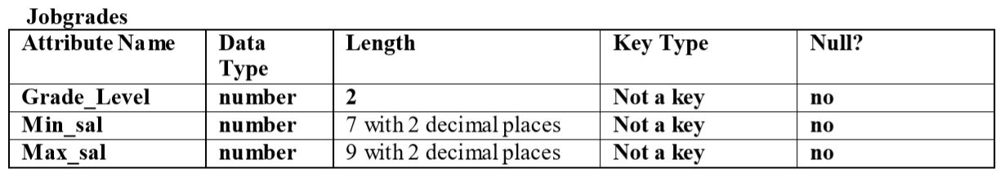 Jobgrades
Attribute Name Data Type Length Key Type Null?
Grade_Level number 2 Not a key no
Min_sal number 7 with 2 decimal places Not a key no
Max_sal number 9 with 2 decimal places Not a key no